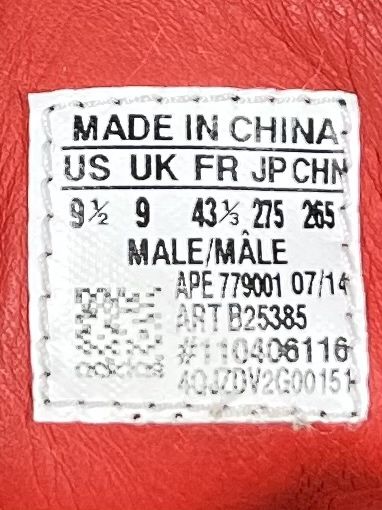 MADE IN CHINA
US UK FR JP CHN
9½ 9 43⅓ 275 265
MALE/MÂLE
APE 779001 07/14
ART B25385
#110406116
4QJZDV2G00151
adidas